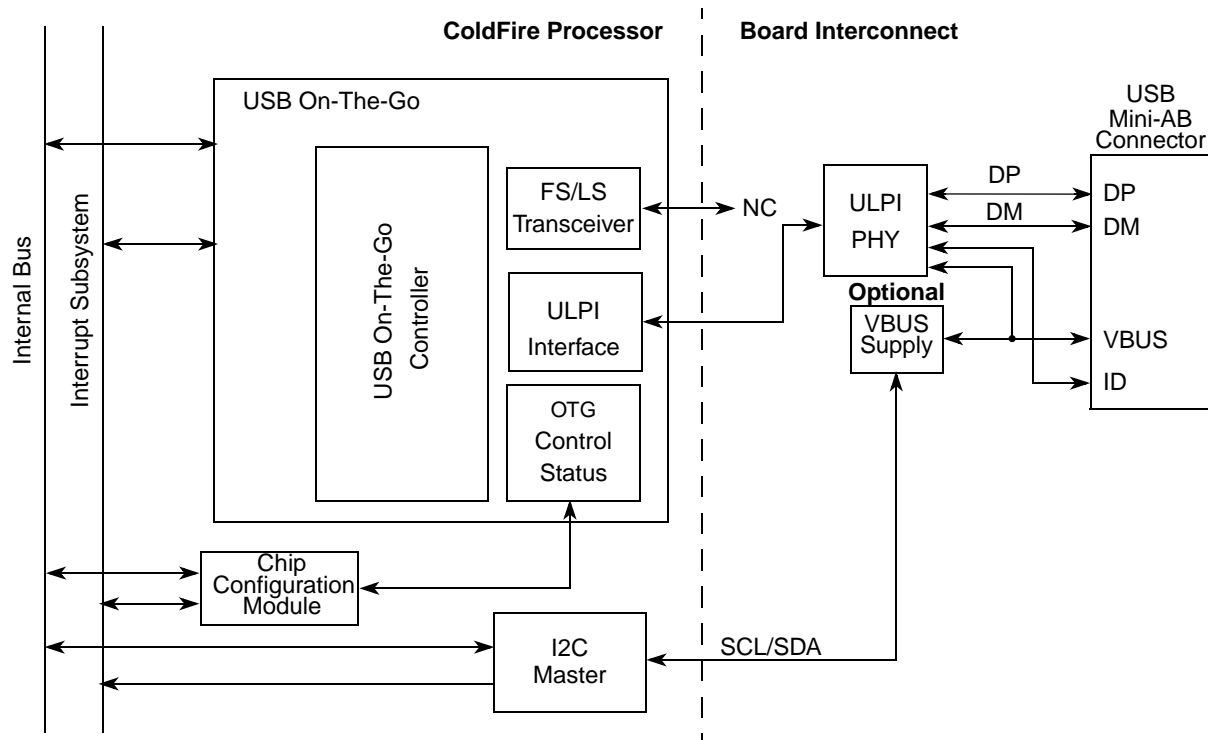 ColdFire Processor
Board Interconnect
USB On-The-Go
USB
Mini-AB
Connector
Internal Bus
Interrupt Subsystem
USB On-The-Go
Controller
FS/LS
Transceiver
NC
ULPI
PHY
DP
DM
DP
DM
ULPI
Interface
Optional
VBUS
Supply
VBUS
ID
OTG
Control
Status
Chip
Configuration
Module
I2C
Master
SCL/SDA